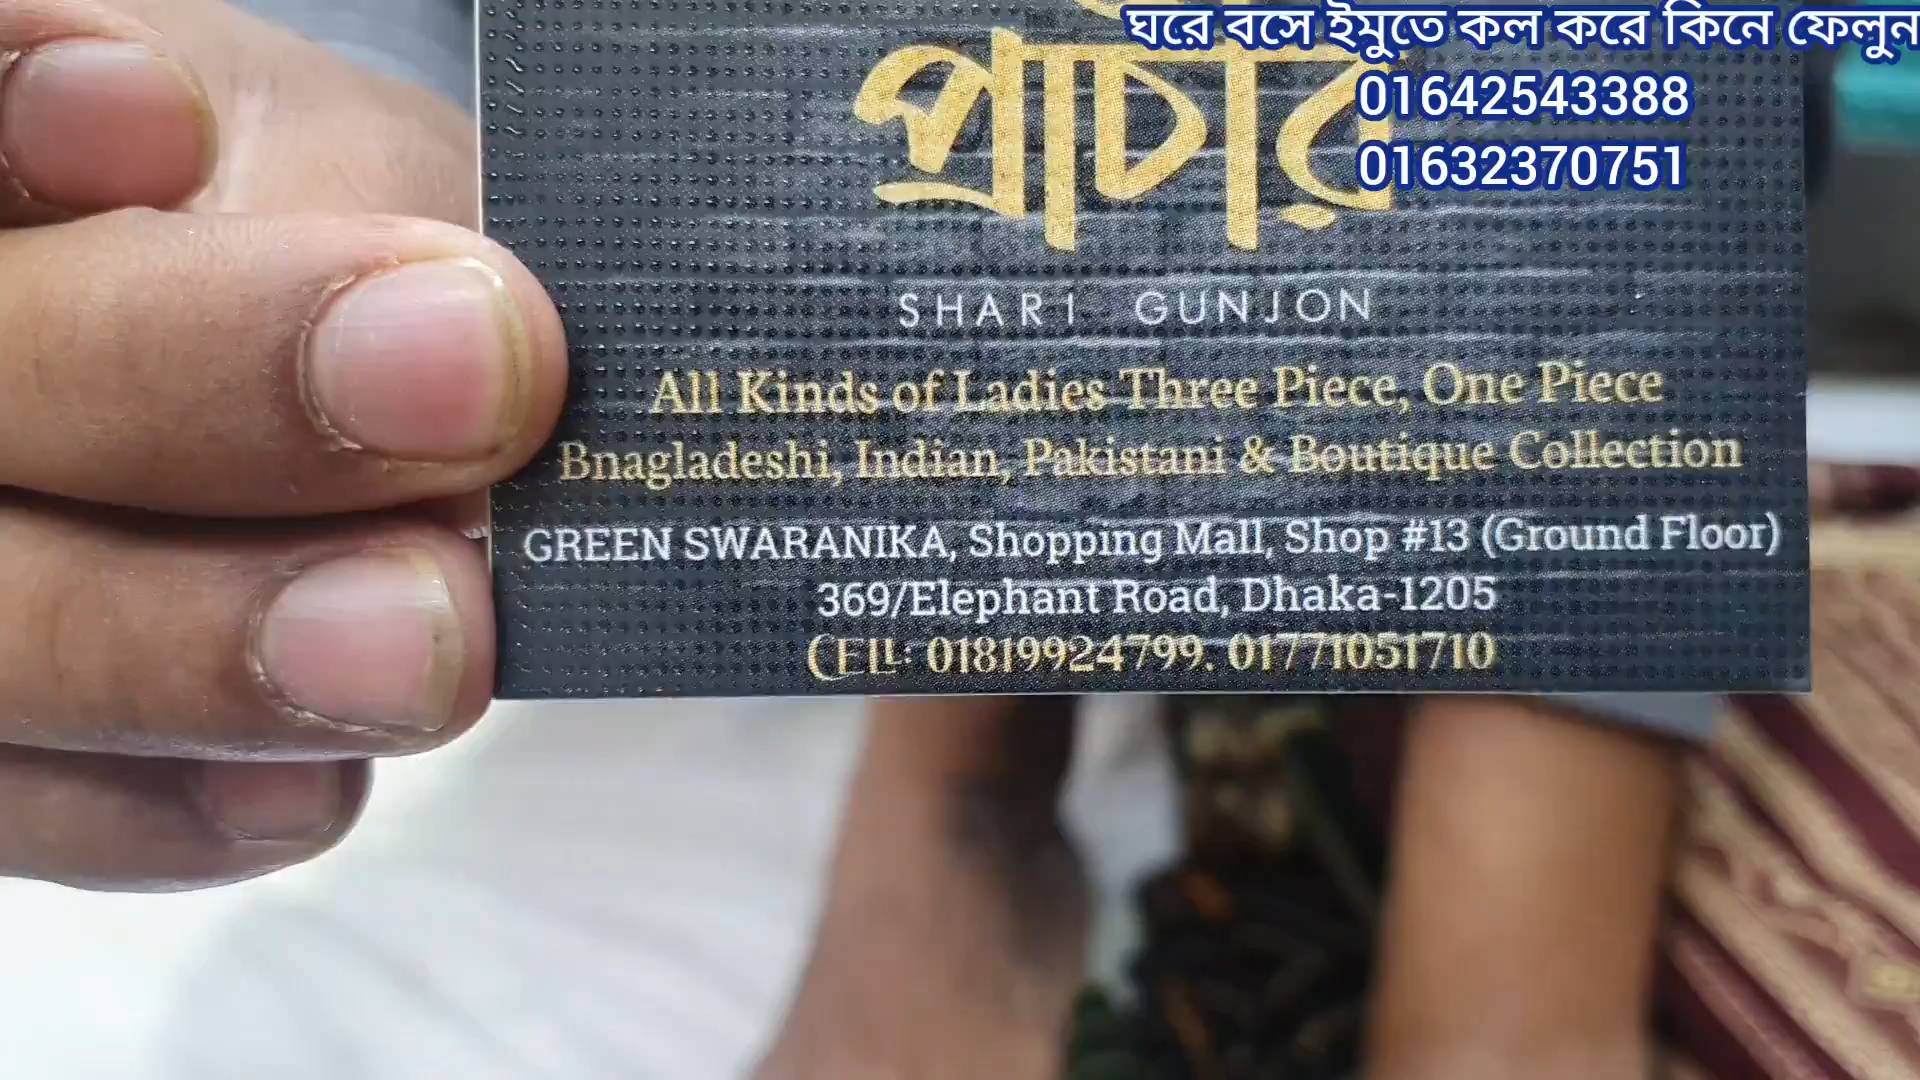 ঘরে বসে ইমুতে কল করে কিনে ফেলুন
01642543388
01632370751
প্রাচার
SHARI GUNJON
All Kinds of Ladies Three Piece, One Piece
Bnagladeshi, Indian, Pakistani & Boutique Collection
GREEN SWARANIKA, Shopping Mall, Shop #13 (Ground Floor)
369/Elephant Road, Dhaka-1205
CELL: 01819924799. 01771051710